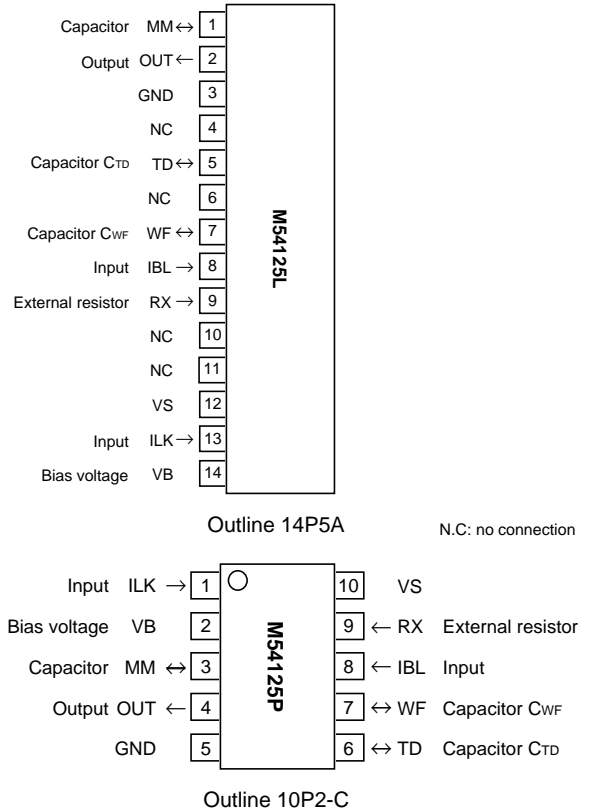 Capacitor MM ↔ 1
Output OUT ← 2
GND 3
NC 4
Capacitor CTD TD ↔ 5
NC 6
Capacitor CWF WF ↔ 7
Input IBL → 8
External resistor RX → 9
NC 10
NC 11
VS 12
Input ILK → 13
Bias voltage VB 14
M54125L
Outline 14P5A
N.C: no connection
Input ILK → 1
Bias voltage VB 2
Capacitor MM ↔ 3
Output OUT ← 4
GND 5
M54125P
10 VS
9 ← RX External resistor
8 ← IBL Input
7 ↔ WF Capacitor CWF
6 ↔ TD Capacitor CTD
Outline 10P2-C